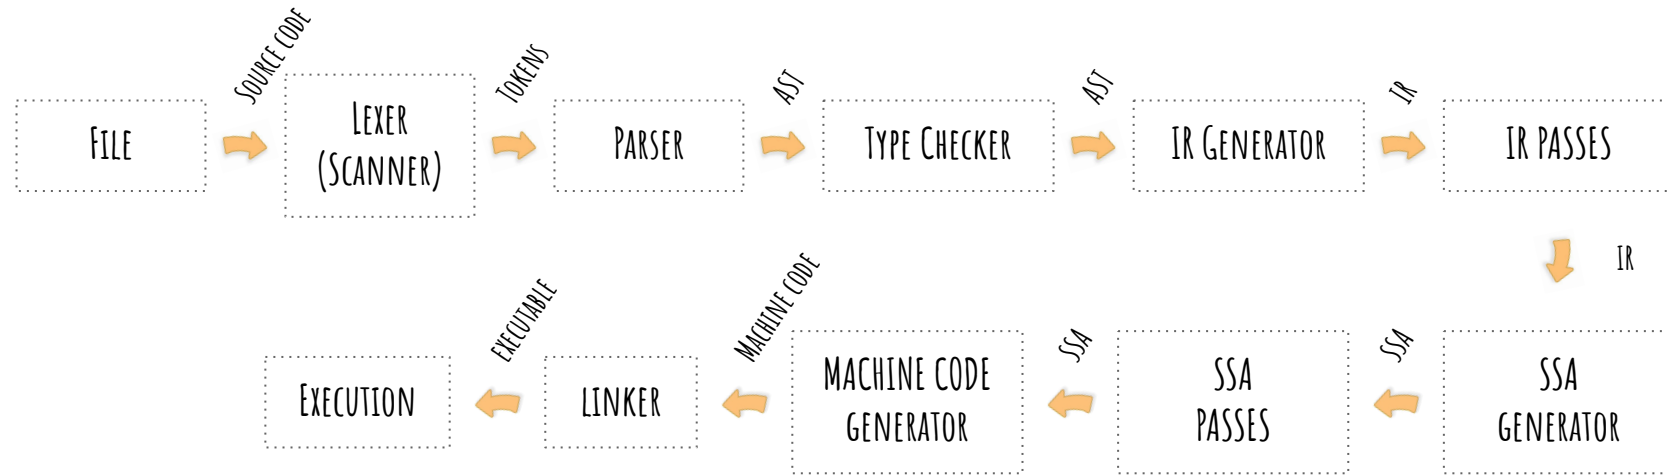 File
Source code
Lexer
(Scanner)
Tokens
Parser
AST
Type Checker
AST
IR Generator
IR
IR PASSES
IR
SSA
GENERATOR
SSA
SSA
PASSES
SSA
MACHINE CODE
GENERATOR
Machine code
LINKER
EXECUTABLE
Execution